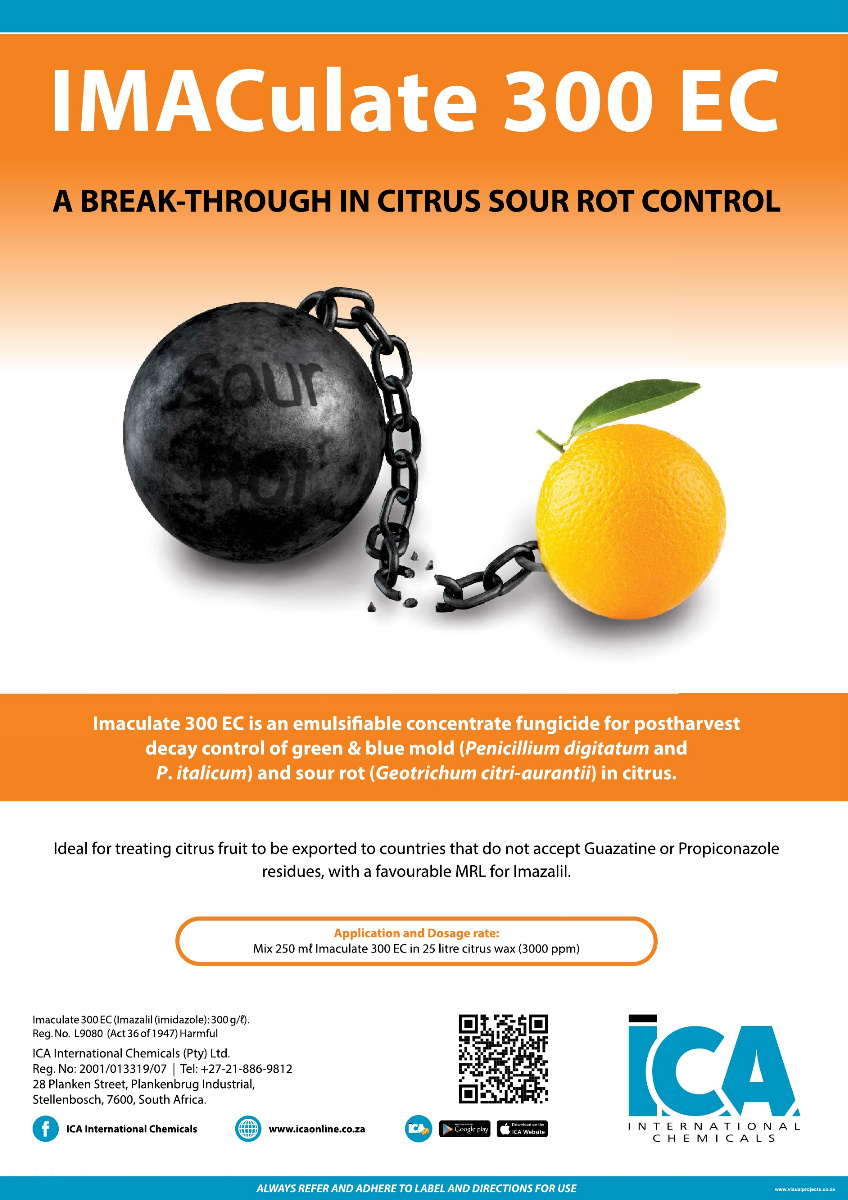 IMACulate 300 EC
A BREAK-THROUGH IN CITRUS SOUR ROT CONTROL
Sour
Rot
Imaculate 300 EC is an emulsifiable concentrate fungicide for postharvest
decay control of green & blue mold (Penicillium digitatum and
P. italicum) and sour rot (Geotrichum citri-aurantii) in citrus.
Ideal for treating citrus fruit to be exported to countries that do not accept Guazatine or Propiconazole
residues, with a favourable MRL for Imazalil.
Application and Dosage rate:
Mix 250 mℓ Imaculate 300 EC in 25 litre citrus wax (3000 ppm)
Imaculate 300 EC (Imazalil (imidazole): 300 g/ℓ).
Reg. No. L9080 (Act 36 of 1947) Harmful
ICA International Chemicals (Pty) Ltd.
Reg. No: 2001/013319/07 | Tel: +27-21-886-9812
28 Planken Street, Plankenbrug Industrial,
Stellenbosch, 7600, South Africa.
ICA International Chemicals
www.icaonline.co.za
ICA
Google play
Download on the
ICA Website
ICA
INTERNATIONAL
CHEMICALS
ALWAYS REFER AND ADHERE TO LABEL AND DIRECTIONS FOR USE
www.visualprojects.co.za